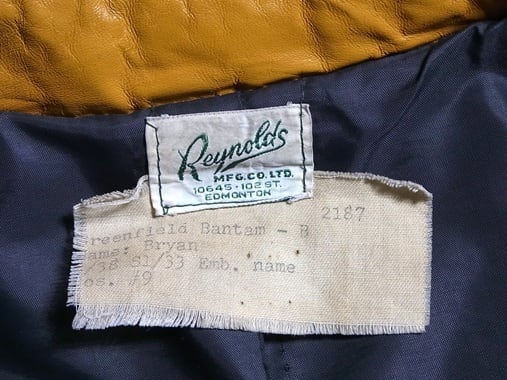 Reynolds
MFG. CO. LTD.
10645 · 102 ST.
EDMONTON
2187
reenfield Bantam - B
ame: Bryan
/38 Sl/33 Emb. name
os. #9